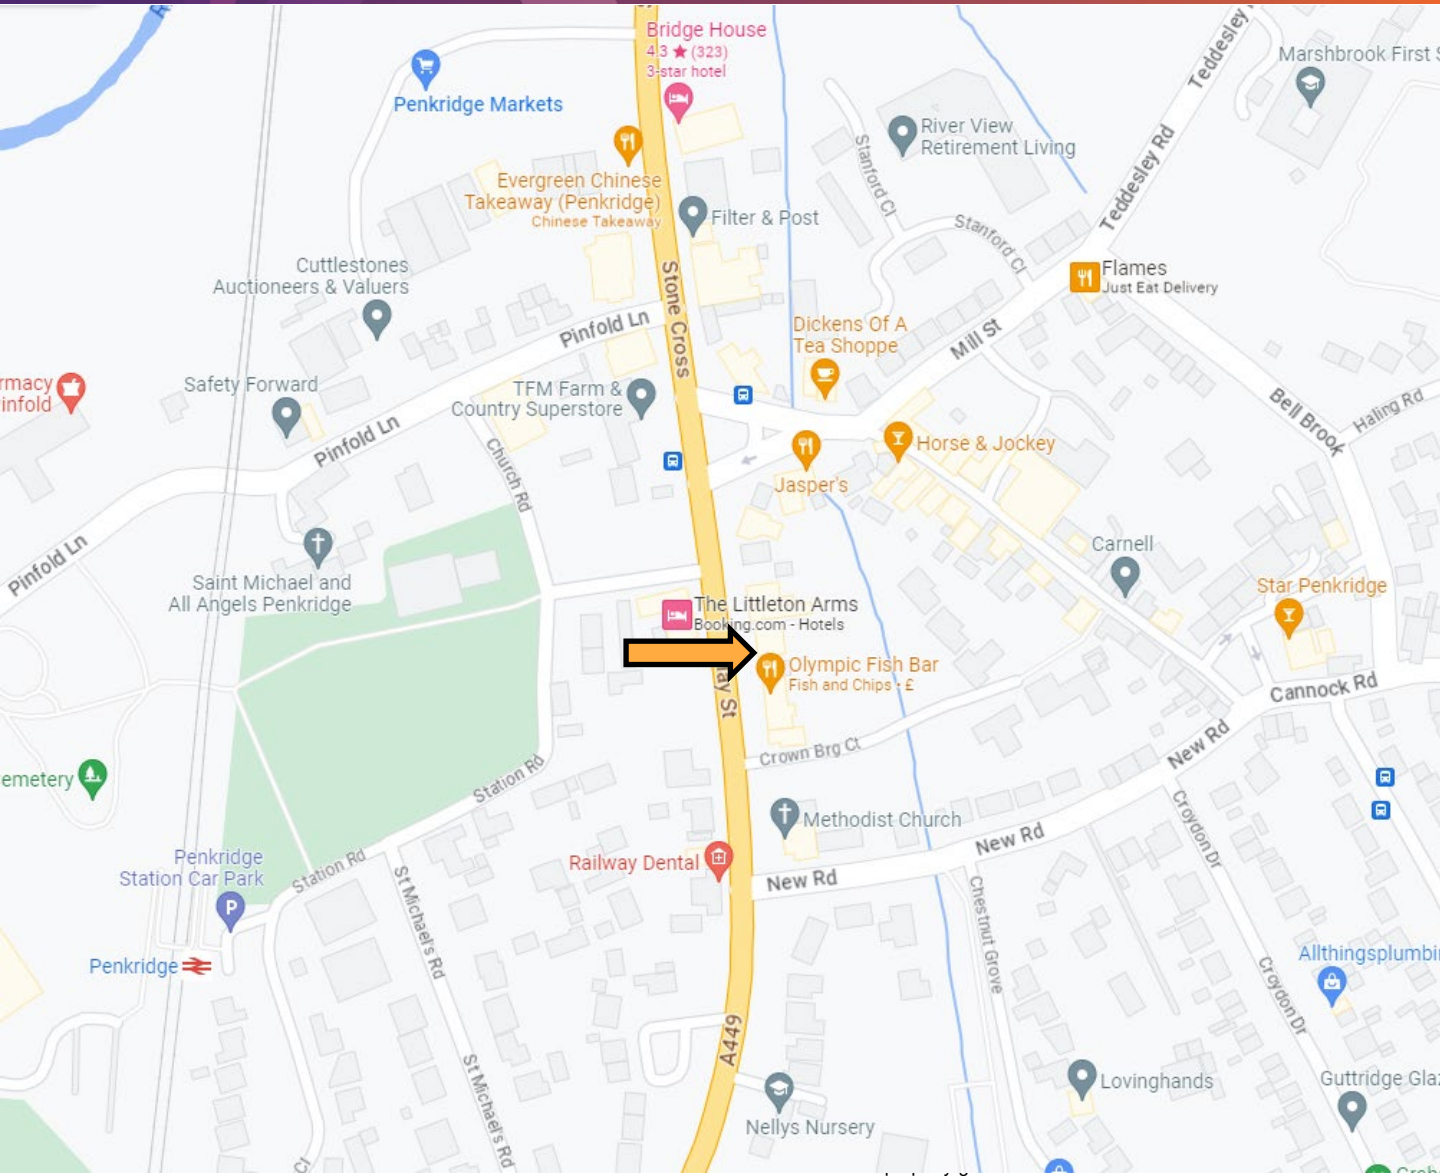 Bridge House
4.3 ★ (323)
3-star hotel
Penkridge Markets
Evergreen Chinese
Takeaway (Penkridge)
Chinese Takeaway
Filter & Post
River View
Retirement Living
Stanford Cl
Stanford Cl
Teddesley
Teddesley Rd
Marshbrook First
Flames
Just Eat Delivery
Cuttlestones
Auctioneers & Valuers
Stone Cross
Pinfold Ln
Dickens Of A
Tea Shoppe
Mill St
Safety Forward
TFM Farm &
Country Superstore
Pinfold Ln
Church Rd
Horse & Jockey
Jasper's
Bell Brook
Haling Rd
Pinfold Ln
Saint Michael and
All Angels Penkridge
Carnell
Star Penkridge
The Littleton Arms
Booking.com - Hotels
Olympic Fish Bar
Fish and Chips · £
ay St
Cannock Rd
Crown Brg Ct
New Rd
emetery
Station Rd
Methodist Church
New Rd
Croydon Dr
Railway Dental
New Rd
Penkridge
Station Car Park
P
Station Rd
St Michael's Rd
Chestnut Grove
Penkridge
Allthingsplumbi
Croydon Dr
A449
St Michael's Rd
Lovinghands
Guttridge Gla
Nellys Nursery
Cl